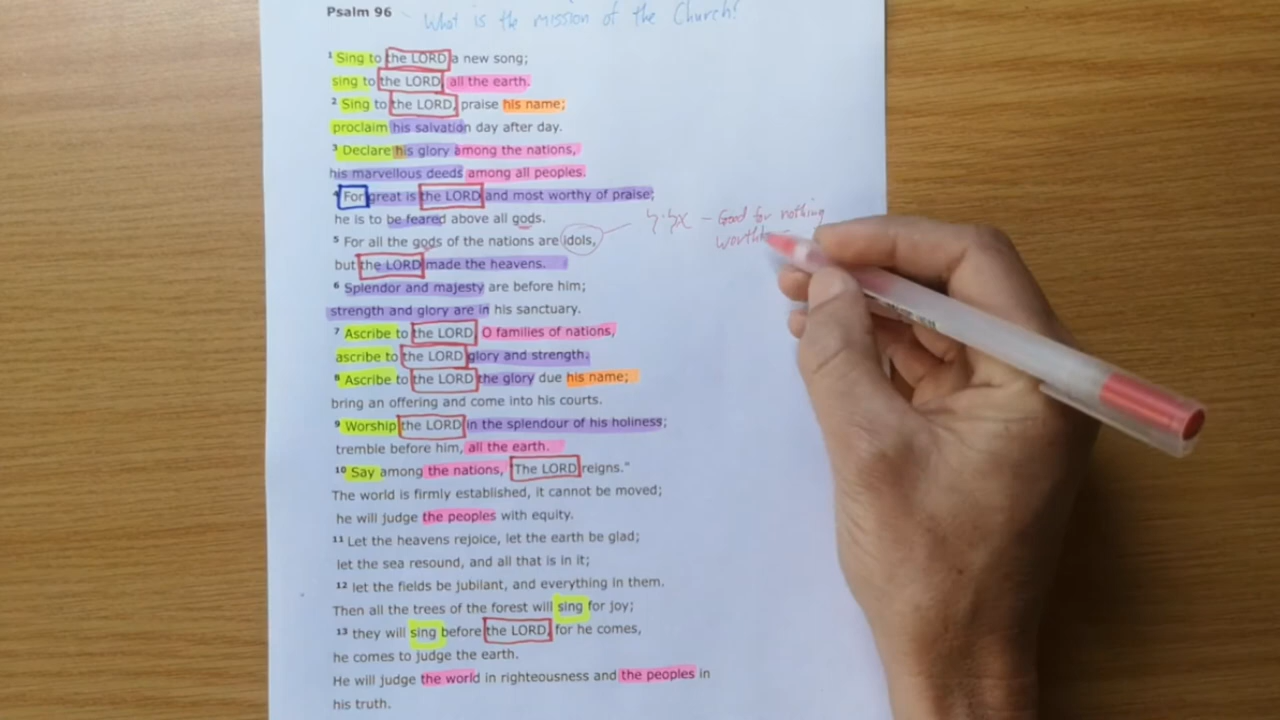 Psalm 96
What is the mission of the Church?
1 Sing to the LORD a new song;
sing to the LORD, all the earth.
2 Sing to the LORD, praise his name;
proclaim his salvation day after day.
3 Declare his glory among the nations,
his marvellous deeds among all peoples.
4 For great is the LORD and most worthy of praise;
he is to be feared above all gods.
5 For all the gods of the nations are idols,
Good for nothing
but the LORD made the heavens.
6 Splendor and majesty are before him;
strength and glory are in his sanctuary.
7 Ascribe to the LORD, O families of nations,
ascribe to the LORD glory and strength.
8 Ascribe to the LORD the glory due his name;
bring an offering and come into his courts.
9 Worship the LORD in the splendour of his holiness;
tremble before him, all the earth.
10 Say among the nations, "The LORD reigns."
The world is firmly established, it cannot be moved;
he will judge the peoples with equity.
11 Let the heavens rejoice, let the earth be glad;
let the sea resound, and all that is in it;
12 let the fields be jubilant, and everything in them.
Then all the trees of the forest will sing for joy;
13 they will sing before the LORD, for he comes,
he comes to judge the earth.
He will judge the world in righteousness and the peoples in
his truth.